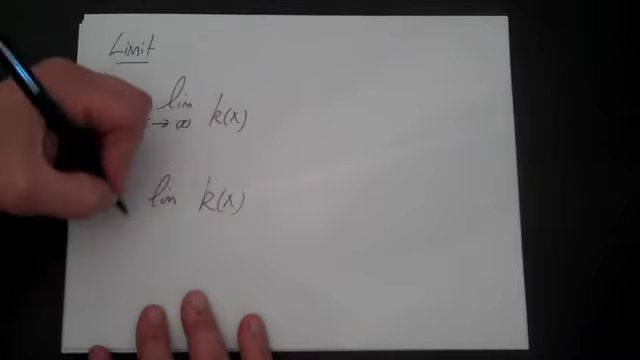 Limit
lim k(x)
→ ∞
lim k(x)